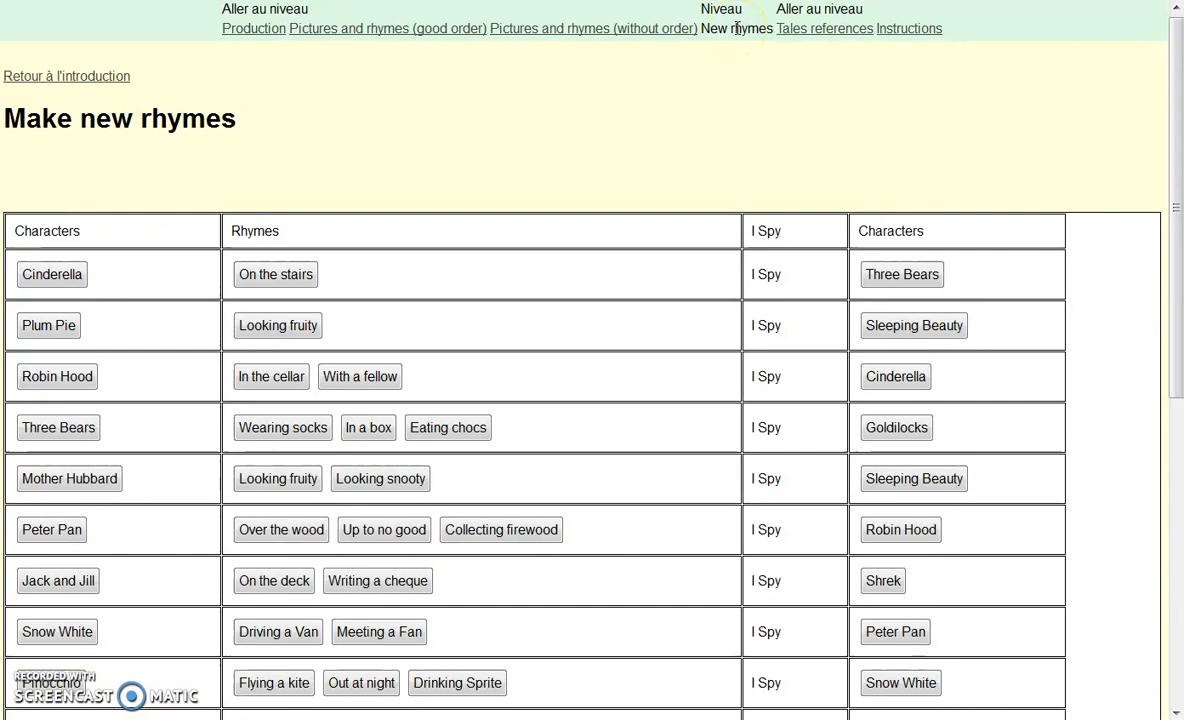 Aller au niveau Niveau Aller au niveau
Production Pictures and rhymes (good order) Pictures and rhymes (without order) New rhymes Tales references Instructions
Retour à l'introduction
Make new rhymes
Characters Rhymes I Spy Characters
Cinderella On the stairs I Spy Three Bears
Plum Pie Looking fruity I Spy Sleeping Beauty
Robin Hood In the cellar With a fellow I Spy Cinderella
Three Bears Wearing socks In a box Eating chocs I Spy Goldilocks
Mother Hubbard Looking fruity Looking snooty I Spy Sleeping Beauty
Peter Pan Over the wood Up to no good Collecting firewood I Spy Robin Hood
Jack and Jill On the deck Writing a cheque I Spy Shrek
Snow White Driving a Van Meeting a Fan I Spy Peter Pan
Pinocchio Flying a kite Out at night Drinking Sprite I Spy Snow White
RECORDED WITH
SCREENCAST MATIC